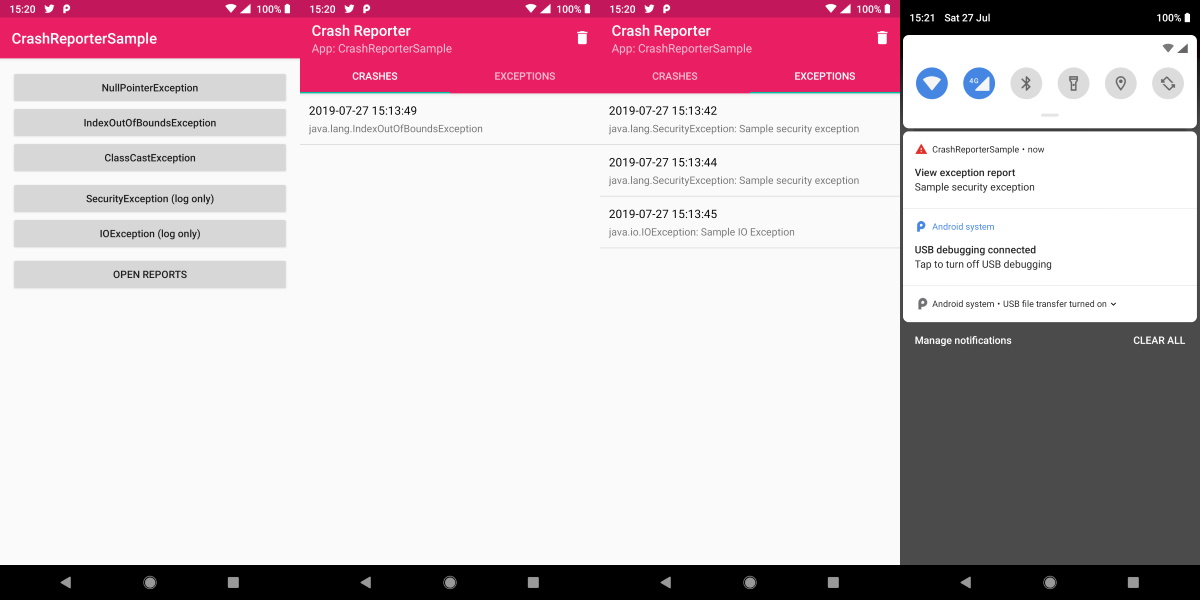 15:20 100%
CrashReporterSample
NullPointerException
IndexOutOfBoundsException
ClassCastException
SecurityException (log only)
IOException (log only)
OPEN REPORTS
15:20 100%
Crash Reporter
App: CrashReporterSample
CRASHES EXCEPTIONS
2019-07-27 15:13:49
java.lang.IndexOutOfBoundsException
15:20 100%
Crash Reporter
App: CrashReporterSample
CRASHES EXCEPTIONS
2019-07-27 15:13:42
java.lang.SecurityException: Sample security exception
2019-07-27 15:13:44
java.lang.SecurityException: Sample security exception
2019-07-27 15:13:45
java.io.IOException: Sample IO Exception
15:21 Sat 27 Jul 100%
4G
CrashReporterSample • now
View exception report
Sample security exception
Android system
USB debugging connected
Tap to turn off USB debugging
Android system • USB file transfer turned on
Manage notifications CLEAR ALL